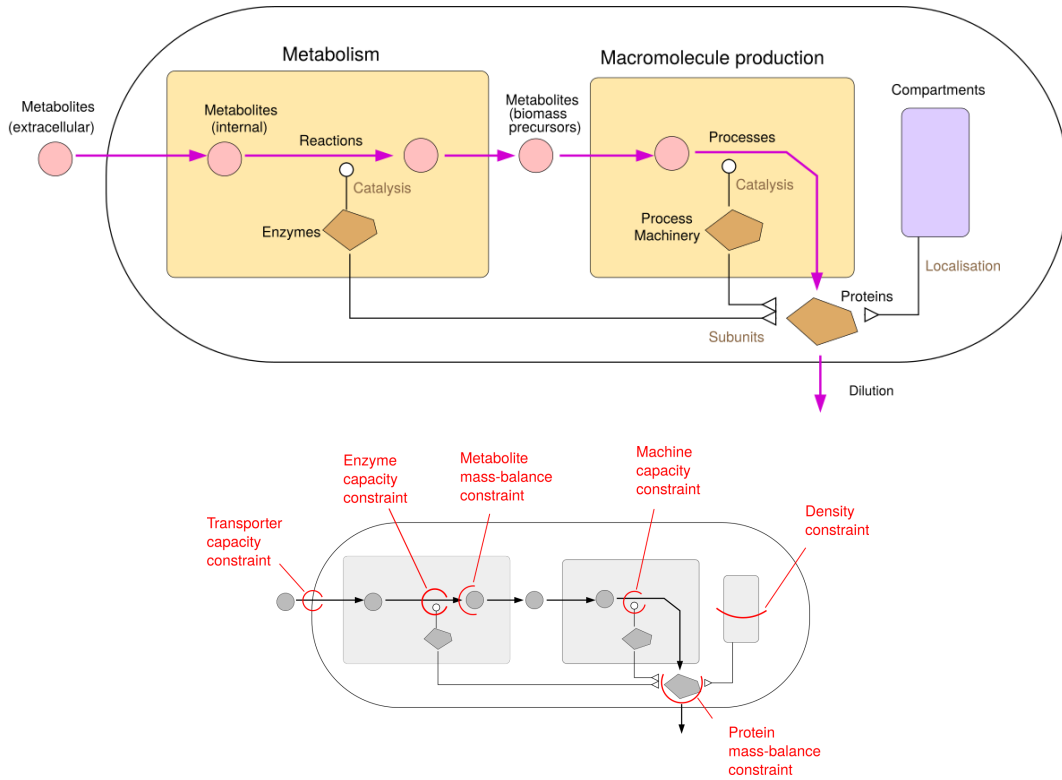 Metabolism
Macromolecule production
Metabolites
(extracellular)
Metabolites
(internal)
Reactions
Metabolites
(biomass
precursors)
Processes
Compartments
Catalysis
Catalysis
Enzymes
Process
Machinery
Localisation
Proteins
Subunits
Dilution
Transporter
capacity
constraint
Enzyme
capacity
constraint
Metabolite
mass-balance
constraint
Machine
capacity
constraint
Density
constraint
Protein
mass-balance
constraint